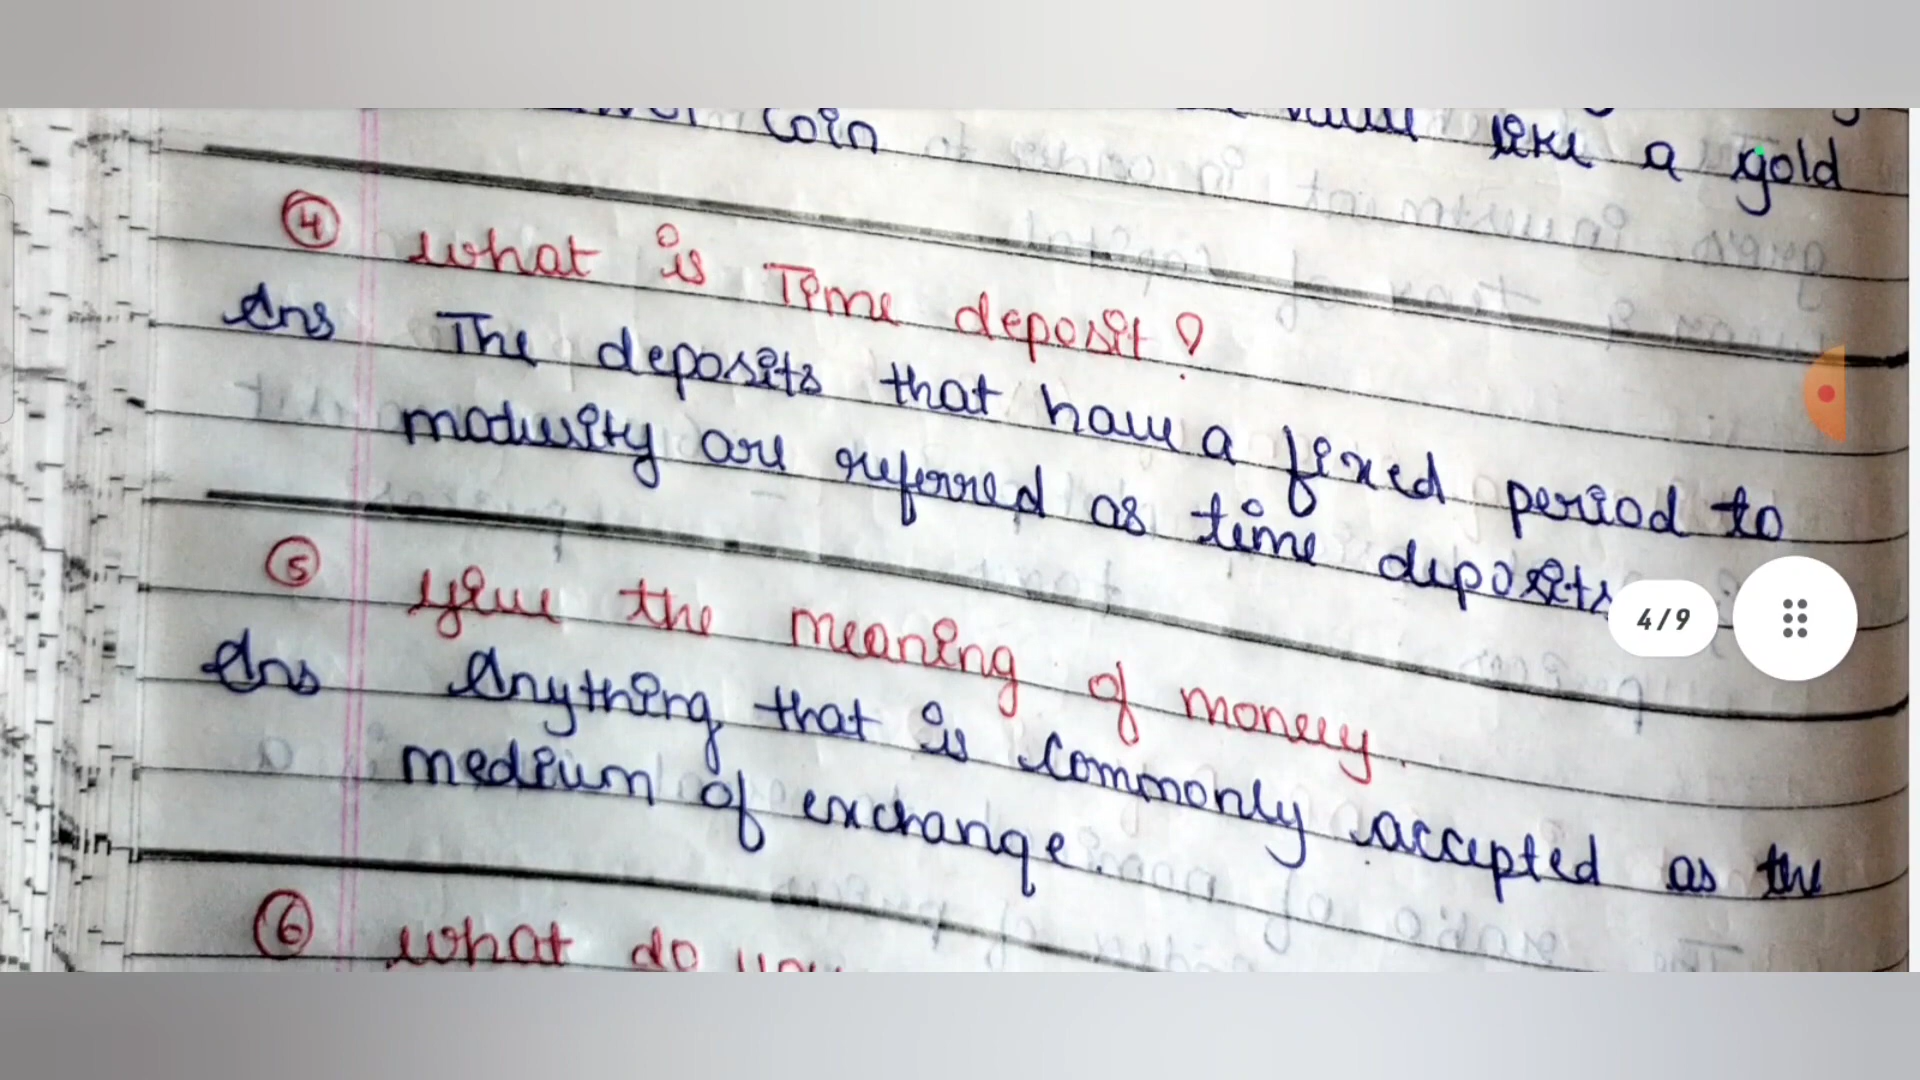 coin
like a gold
④ what is Time deposit?
Ans The deposits that have a fixed period to
maturity are referred as time deposits
⑤ Give the meaning of money.
Ans Anything that is commonly accepted as the
medium of exchange.
⑥ what do you
4/9